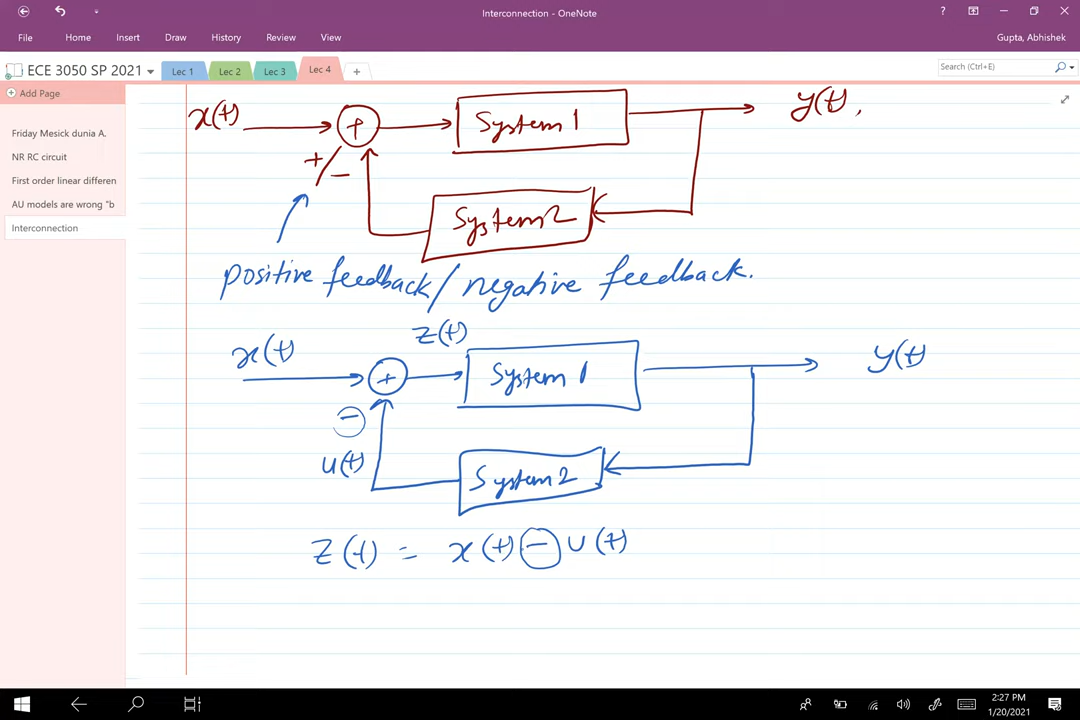 Interconnection - OneNote
?
Gupta, Abhishek
File Home Insert Draw History Review View
ECE 3050 SP 2021
Lec 1
Lec 2
Lec 3
Lec 4
+
Search (Ctrl+E)
Add Page
Friday Mesick dunia A.
NR RC circuit
First order linear differen
AU models are wrong "b
Interconnection
x(t)
+
System 1
y(t),
+/-
System 2
positive feedback/negative feedback.
z(t)
x(t)
+
System 1
y(t)
-
u(t)
System 2
z(t) = x(t) - u(t)
2:27 PM
1/20/2021